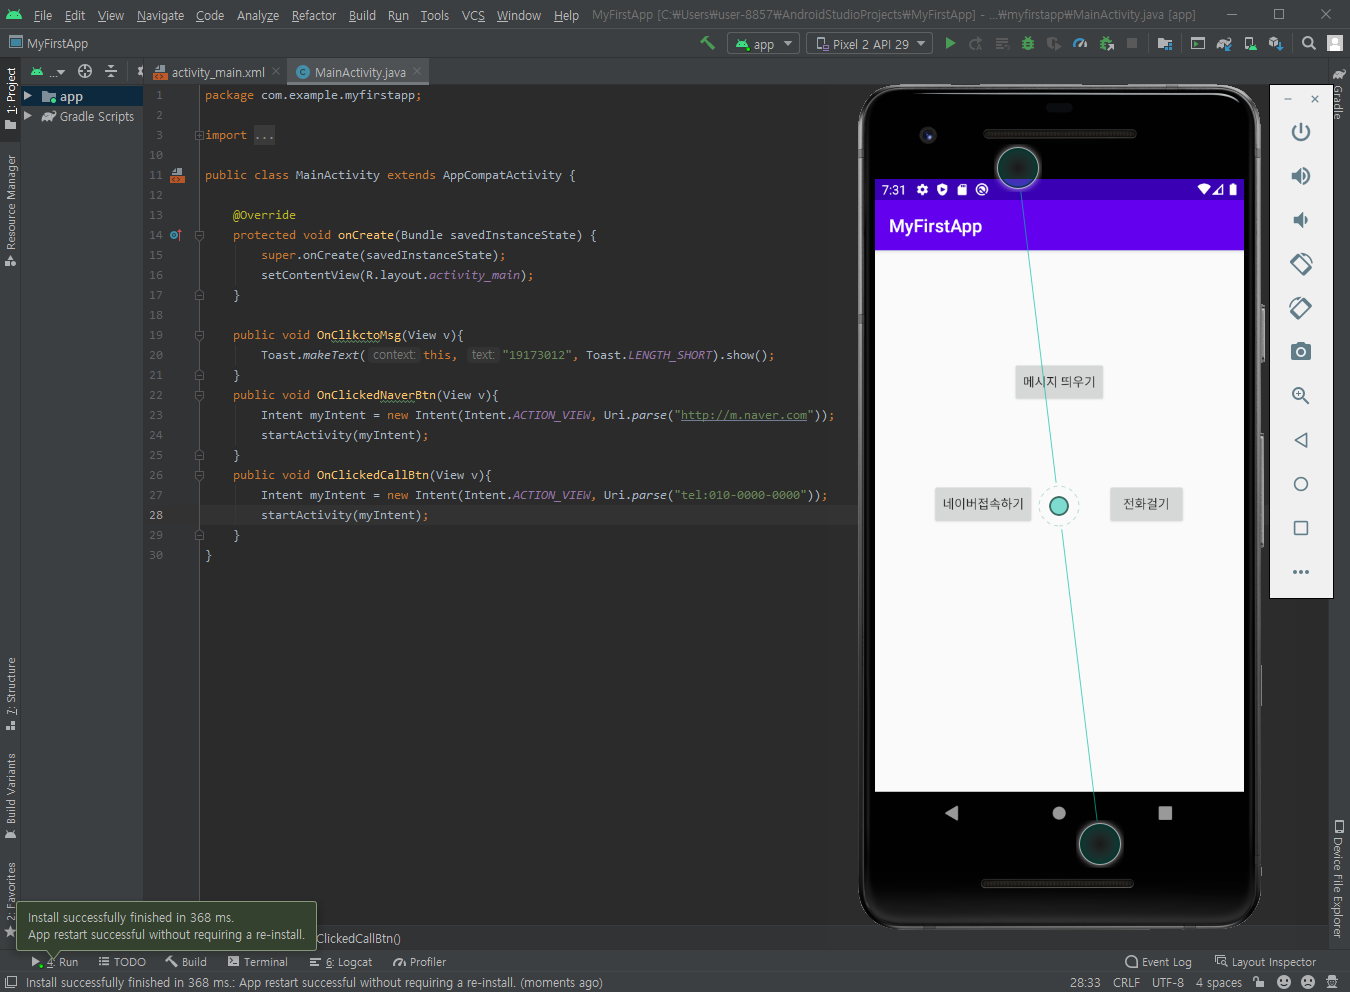 File Edit View Navigate Code Analyze Refactor Build Run Tools VCS Window Help MyFirstApp [C:₩Users₩user-8857₩AndroidStudioProjects₩MyFirstApp] - ...₩myfirstapp₩MainActivity.java [app]
MyFirstApp app Pixel 2 API 29
... activity_main.xml MainActivity.java
1: Project
Resource Manager
7: Structure
Build Variants
2: Favorites
app
Gradle Scripts
1 package com.example.myfirstapp;
2
3 import ...
10
11 public class MainActivity extends AppCompatActivity {
12
13 @Override
14 protected void onCreate(Bundle savedInstanceState) {
15 super.onCreate(savedInstanceState);
16 setContentView(R.layout.activity_main);
17 }
18
19 public void OnClikctoMsg(View v){
20 Toast.makeText( context: this, text: "19173012", Toast.LENGTH_SHORT).show();
21 }
22 public void OnClickedNaverBtn(View v){
23 Intent myIntent = new Intent(Intent.ACTION_VIEW, Uri.parse("http://m.naver.com"));
24 startActivity(myIntent);
25 }
26 public void OnClickedCallBtn(View v){
27 Intent myIntent = new Intent(Intent.ACTION_VIEW, Uri.parse("tel:010-0000-0000"));
28 startActivity(myIntent);
29 }
30 }
7:31
MyFirstApp
메시지 띄우기
네이버접속하기 전화걸기
Gradle
Device File Explorer
Install successfully finished in 368 ms.
App restart successful without requiring a re-install.
ClickedCallBtn()
4: Run TODO Build Terminal 6: Logcat Profiler Event Log Layout Inspector
Install successfully finished in 368 ms.: App restart successful without requiring a re-install. (moments ago) 28:33 CRLF UTF-8 4 spaces